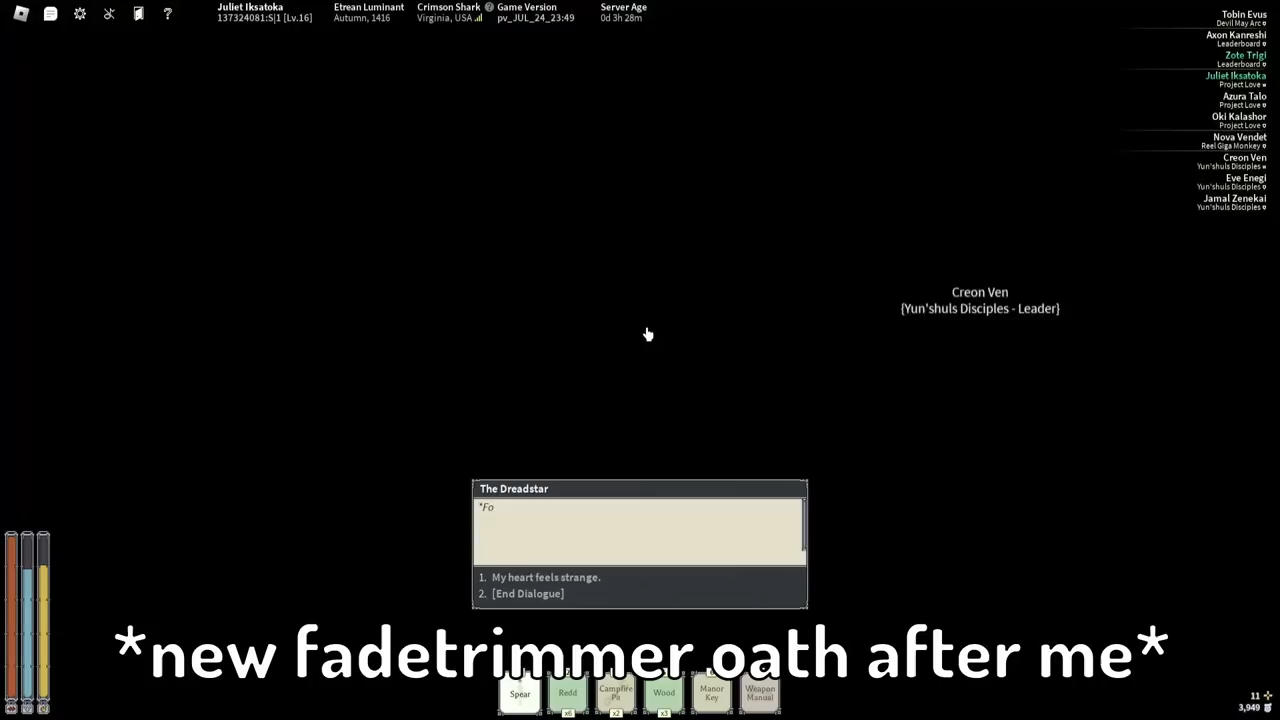 Juliet Iksatoka
137324081:S|1 [Lv.16]
Etrean Luminant
Autumn, 1416
Crimson Shark
Virginia, USA
Game Version
pv_JUL_24_23:49
Server Age
0d 3h 28m
Tobin Evus
Devil May Arc
Axon Kanreshi
Leaderboard
Zote Trigi
Leaderboard
Juliet Iksatoka
Project Love
Azura Talo
Project Love
Oki Kalashor
Project Love
Nova Vendet
Reel Giga Monkey
Creon Ven
Yun'shuls Disciples
Eve Enegi
Yun'shuls Disciples
Jamal Zenekai
Yun'shuls Disciples
Creon Ven
{Yun'shuls Disciples - Leader}
The Dreadstar
"Fo
1. My heart feels strange.
2. [End Dialogue]
*new fadetrimmer oath after me*
Spear
Redd
x6
Campfire
x2
Wood
x3
Manor
Key
Weapon
Manual
11
3,949